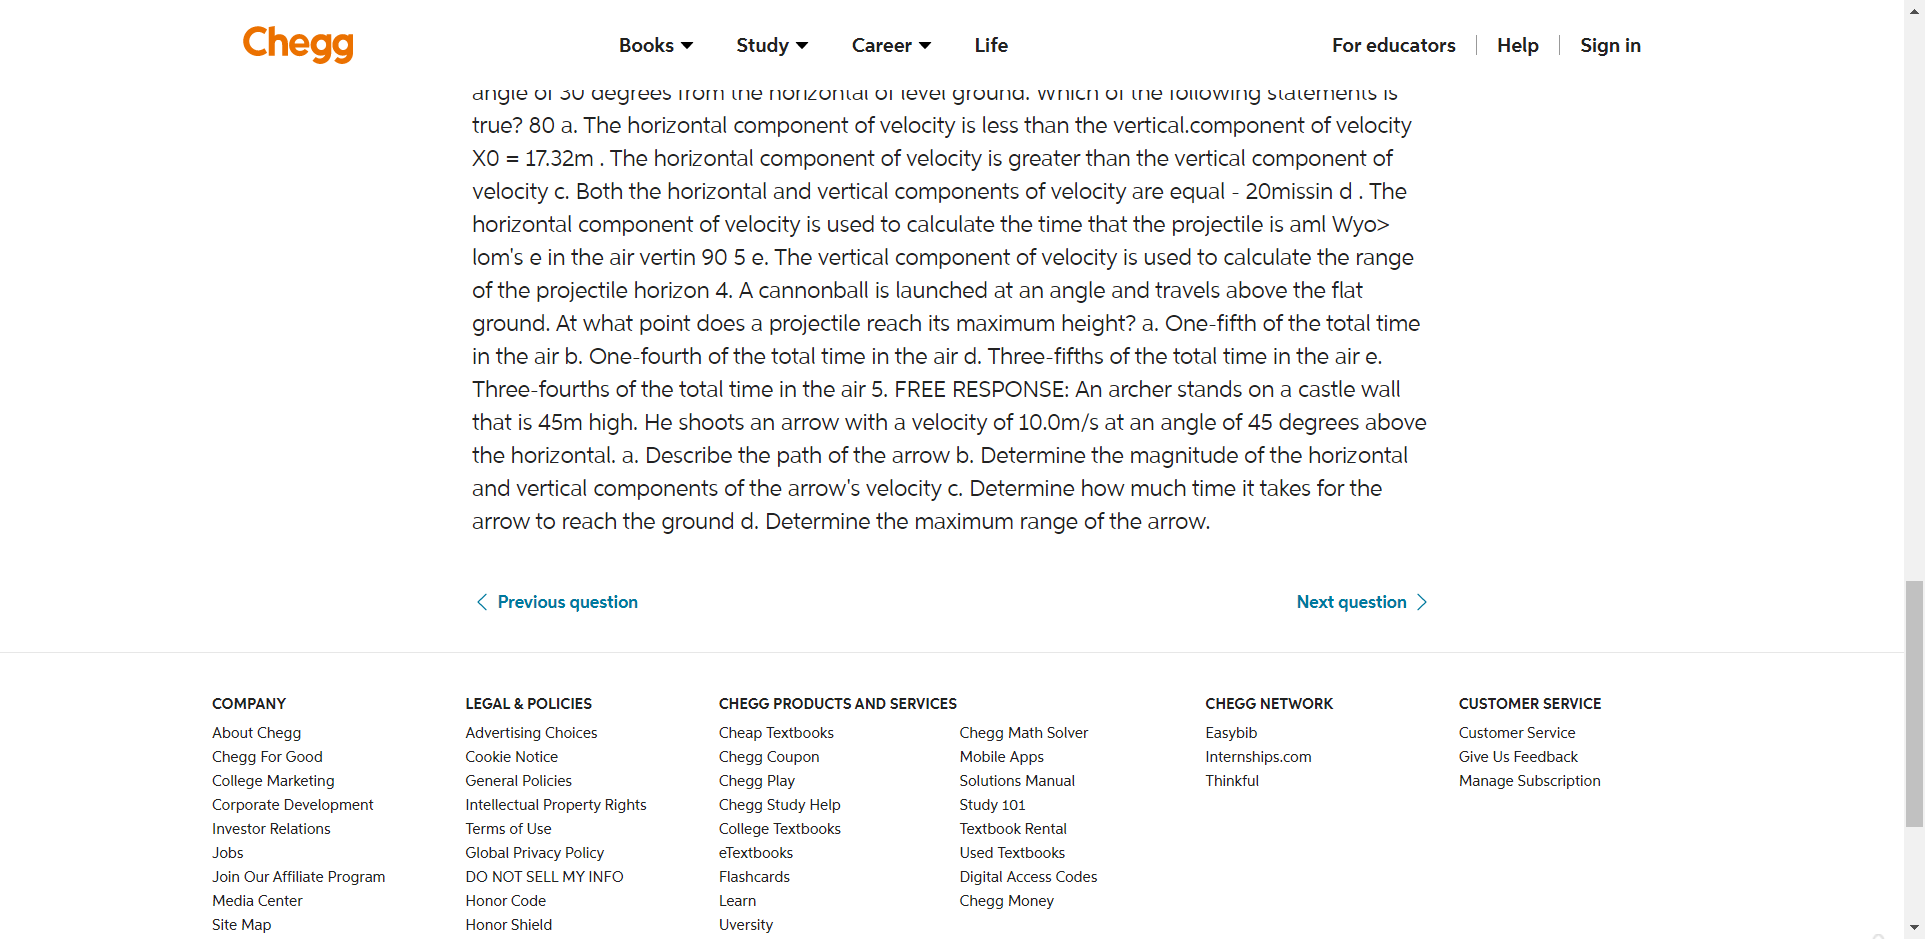 Chegg
Books Study Career Life For educators Help Sign in
angle of 30 degrees from the horizontal of level ground. Which of the following statements is
true? 80 a. The horizontal component of velocity is less than the vertical.component of velocity
X0 = 17.32m . The horizontal component of velocity is greater than the vertical component of
velocity c. Both the horizontal and vertical components of velocity are equal - 20missin d . The
horizontal component of velocity is used to calculate the time that the projectile is aml Wyo>
lom's e in the air vertin 90 5 e. The vertical component of velocity is used to calculate the range
of the projectile horizon 4. A cannonball is launched at an angle and travels above the flat
ground. At what point does a projectile reach its maximum height? a. One-fifth of the total time
in the air b. One-fourth of the total time in the air d. Three-fifths of the total time in the air e.
Three-fourths of the total time in the air 5. FREE RESPONSE: An archer stands on a castle wall
that is 45m high. He shoots an arrow with a velocity of 10.0m/s at an angle of 45 degrees above
the horizontal. a. Describe the path of the arrow b. Determine the magnitude of the horizontal
and vertical components of the arrow's velocity c. Determine how much time it takes for the
arrow to reach the ground d. Determine the maximum range of the arrow.
Previous question
Next question
COMPANY
About Chegg
Chegg For Good
College Marketing
Corporate Development
Investor Relations
Jobs
Join Our Affiliate Program
Media Center
Site Map
LEGAL & POLICIES
Advertising Choices
Cookie Notice
General Policies
Intellectual Property Rights
Terms of Use
Global Privacy Policy
DO NOT SELL MY INFO
Honor Code
Honor Shield
CHEGG PRODUCTS AND SERVICES
Cheap Textbooks
Chegg Coupon
Chegg Play
Chegg Study Help
College Textbooks
eTextbooks
Flashcards
Learn
Uversity
Chegg Math Solver
Mobile Apps
Solutions Manual
Study 101
Textbook Rental
Used Textbooks
Digital Access Codes
Chegg Money
CHEGG NETWORK
Easybib
Internships.com
Thinkful
CUSTOMER SERVICE
Customer Service
Give Us Feedback
Manage Subscription